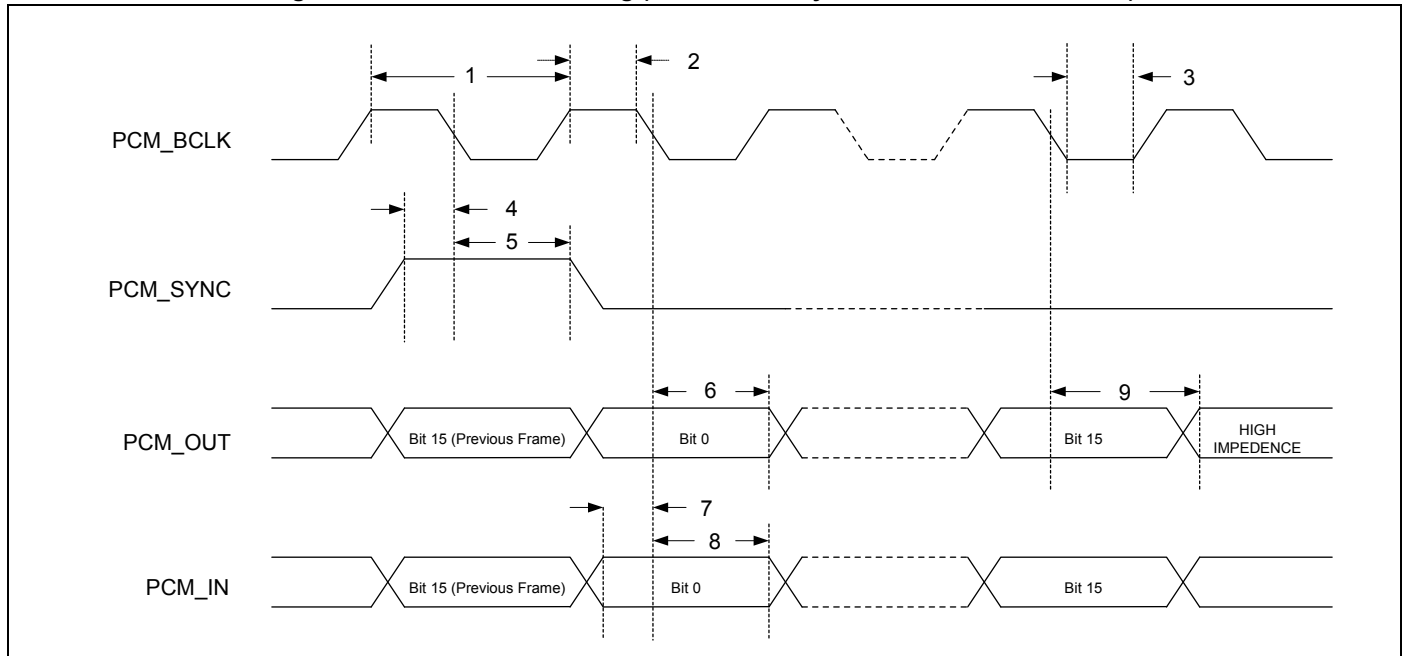 1
2
3
PCM_BCLK
4
5
PCM_SYNC
6
9
PCM_OUT
Bit 15 (Previous Frame)
Bit 0
Bit 15
HIGH
IMPEDENCE
7
8
PCM_IN
Bit 15 (Previous Frame)
Bit 0
Bit 15